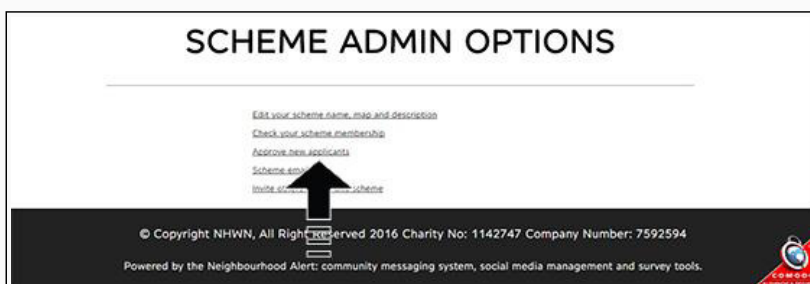 SCHEME ADMIN OPTIONS
Edit your scheme name, map and description
Check your scheme membership
Approve new applicants
Scheme
Invite scheme
© Copyright NHWN, All Right Reserved 2016 Charity No: 1142747 Company Number: 7592594
Powered by the Neighbourhood Alert: community messaging system, social media management and survey tools.